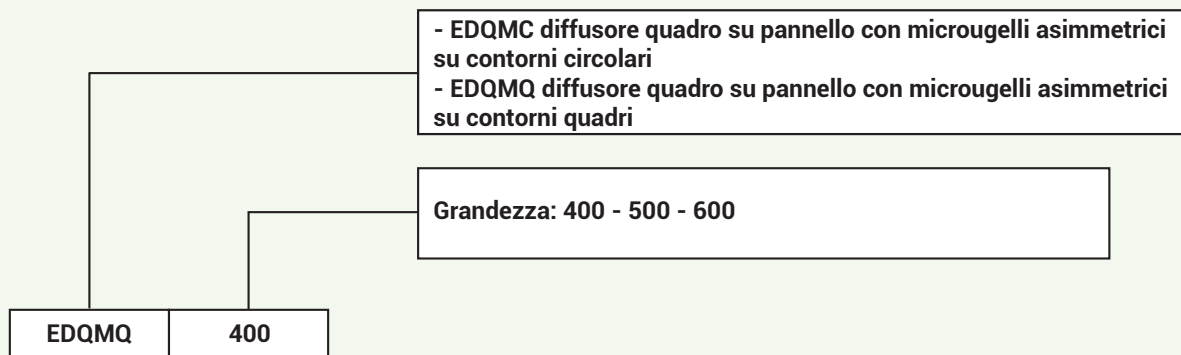 - EDQMC diffusore quadro su pannello con microugelli asimmetrici
su contorni circolari
- EDQMQ diffusore quadro su pannello con microugelli asimmetrici
su contorni quadri
Grandezza: 400 - 500 - 600
EDQMQ 400